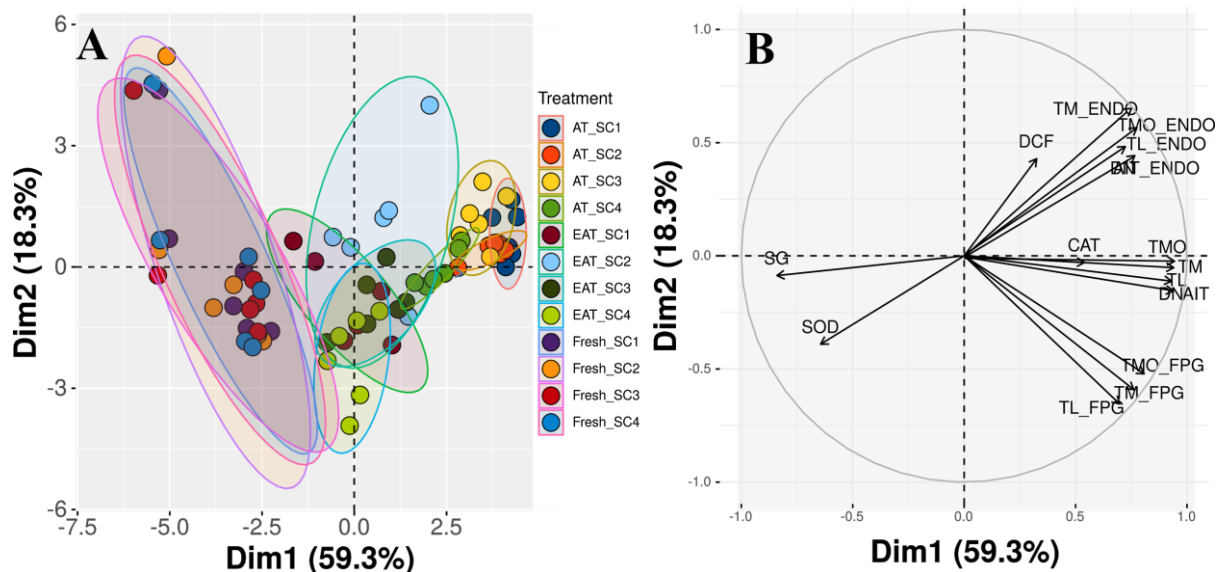 A
Dim2 (18.3%)
6
3
0
-3
-6
-7.5
-5.0
-2.5
0.0
2.5
Dim1 (59.3%)
Treatment
AT_SC1
AT_SC2
AT_SC3
AT_SC4
EAT_SC1
EAT_SC2
EAT_SC3
EAT_SC4
Fresh_SC1
Fresh_SC2
Fresh_SC3
Fresh_SC4
B
Dim2 (18.3%)
1.0
0.5
0.0
-0.5
-1.0
TM_ENDO
TMO_ENDO
DCF
TL_ENDO
SG
CAT
TMO
TM
TL
DNAIT
SOD
TMO_FPG
TM_FPG
TL_FPG
-1.0
-0.5
0.0
0.5
1.0
Dim1 (59.3%)